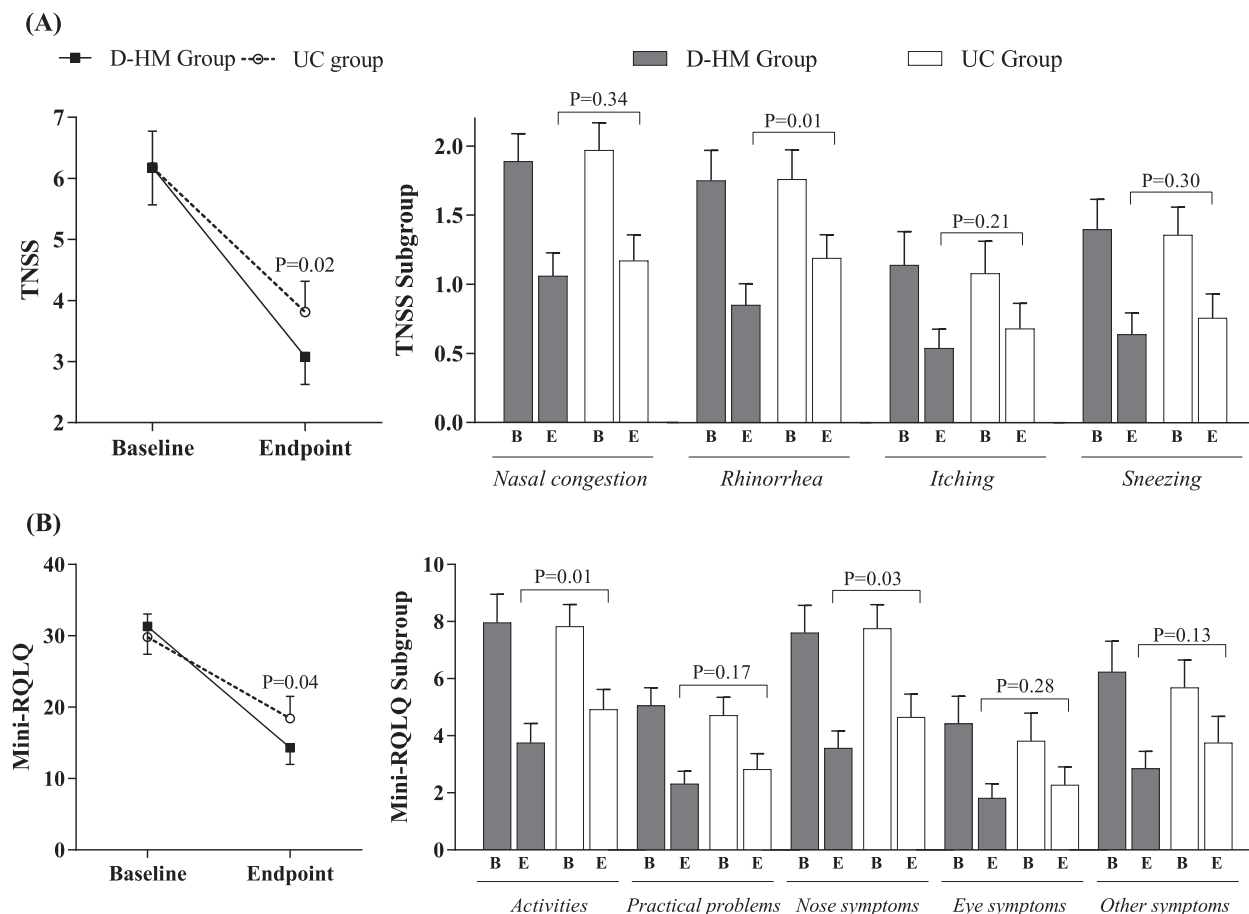 (A)
D-HM Group UC group
D-HM Group UC Group
TNSS
7
6
5
4
3
2
P=0.02
Baseline Endpoint
TNSS Subgroup
2.0
1.5
1.0
0.5
0.0
P=0.34
P=0.01
P=0.21
P=0.30
B E B E B E B E B E B E B E B E
Nasal congestion Rhinorrhea Itching Sneezing
(B)
Mini-RQLQ
40
30
20
10
0
P=0.04
Baseline Endpoint
Mini-RQLQ Subgroup
10
8
6
4
2
0
P=0.01
P=0.17
P=0.03
P=0.28
P=0.13
B E B E B E B E B E B E B E B E B E B E
Activities Practical problems Nose symptoms Eye symptoms Other symptoms